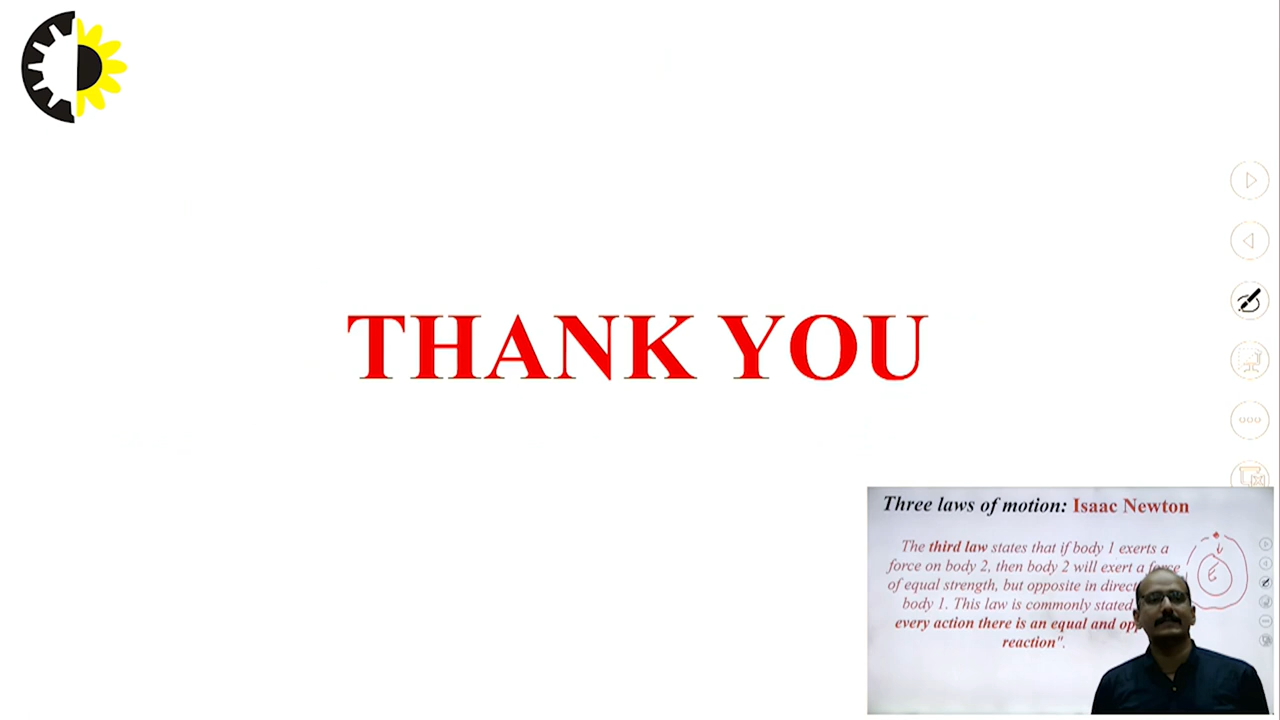 THANK YOU
Three laws of motion: Isaac Newton
The third law states that if body 1 exerts a
force on body 2, then body 2 will exert a force
of equal strength, but opposite in direct
body 1. This law is commonly stated,
every action there is an equal and opp
reaction".
E